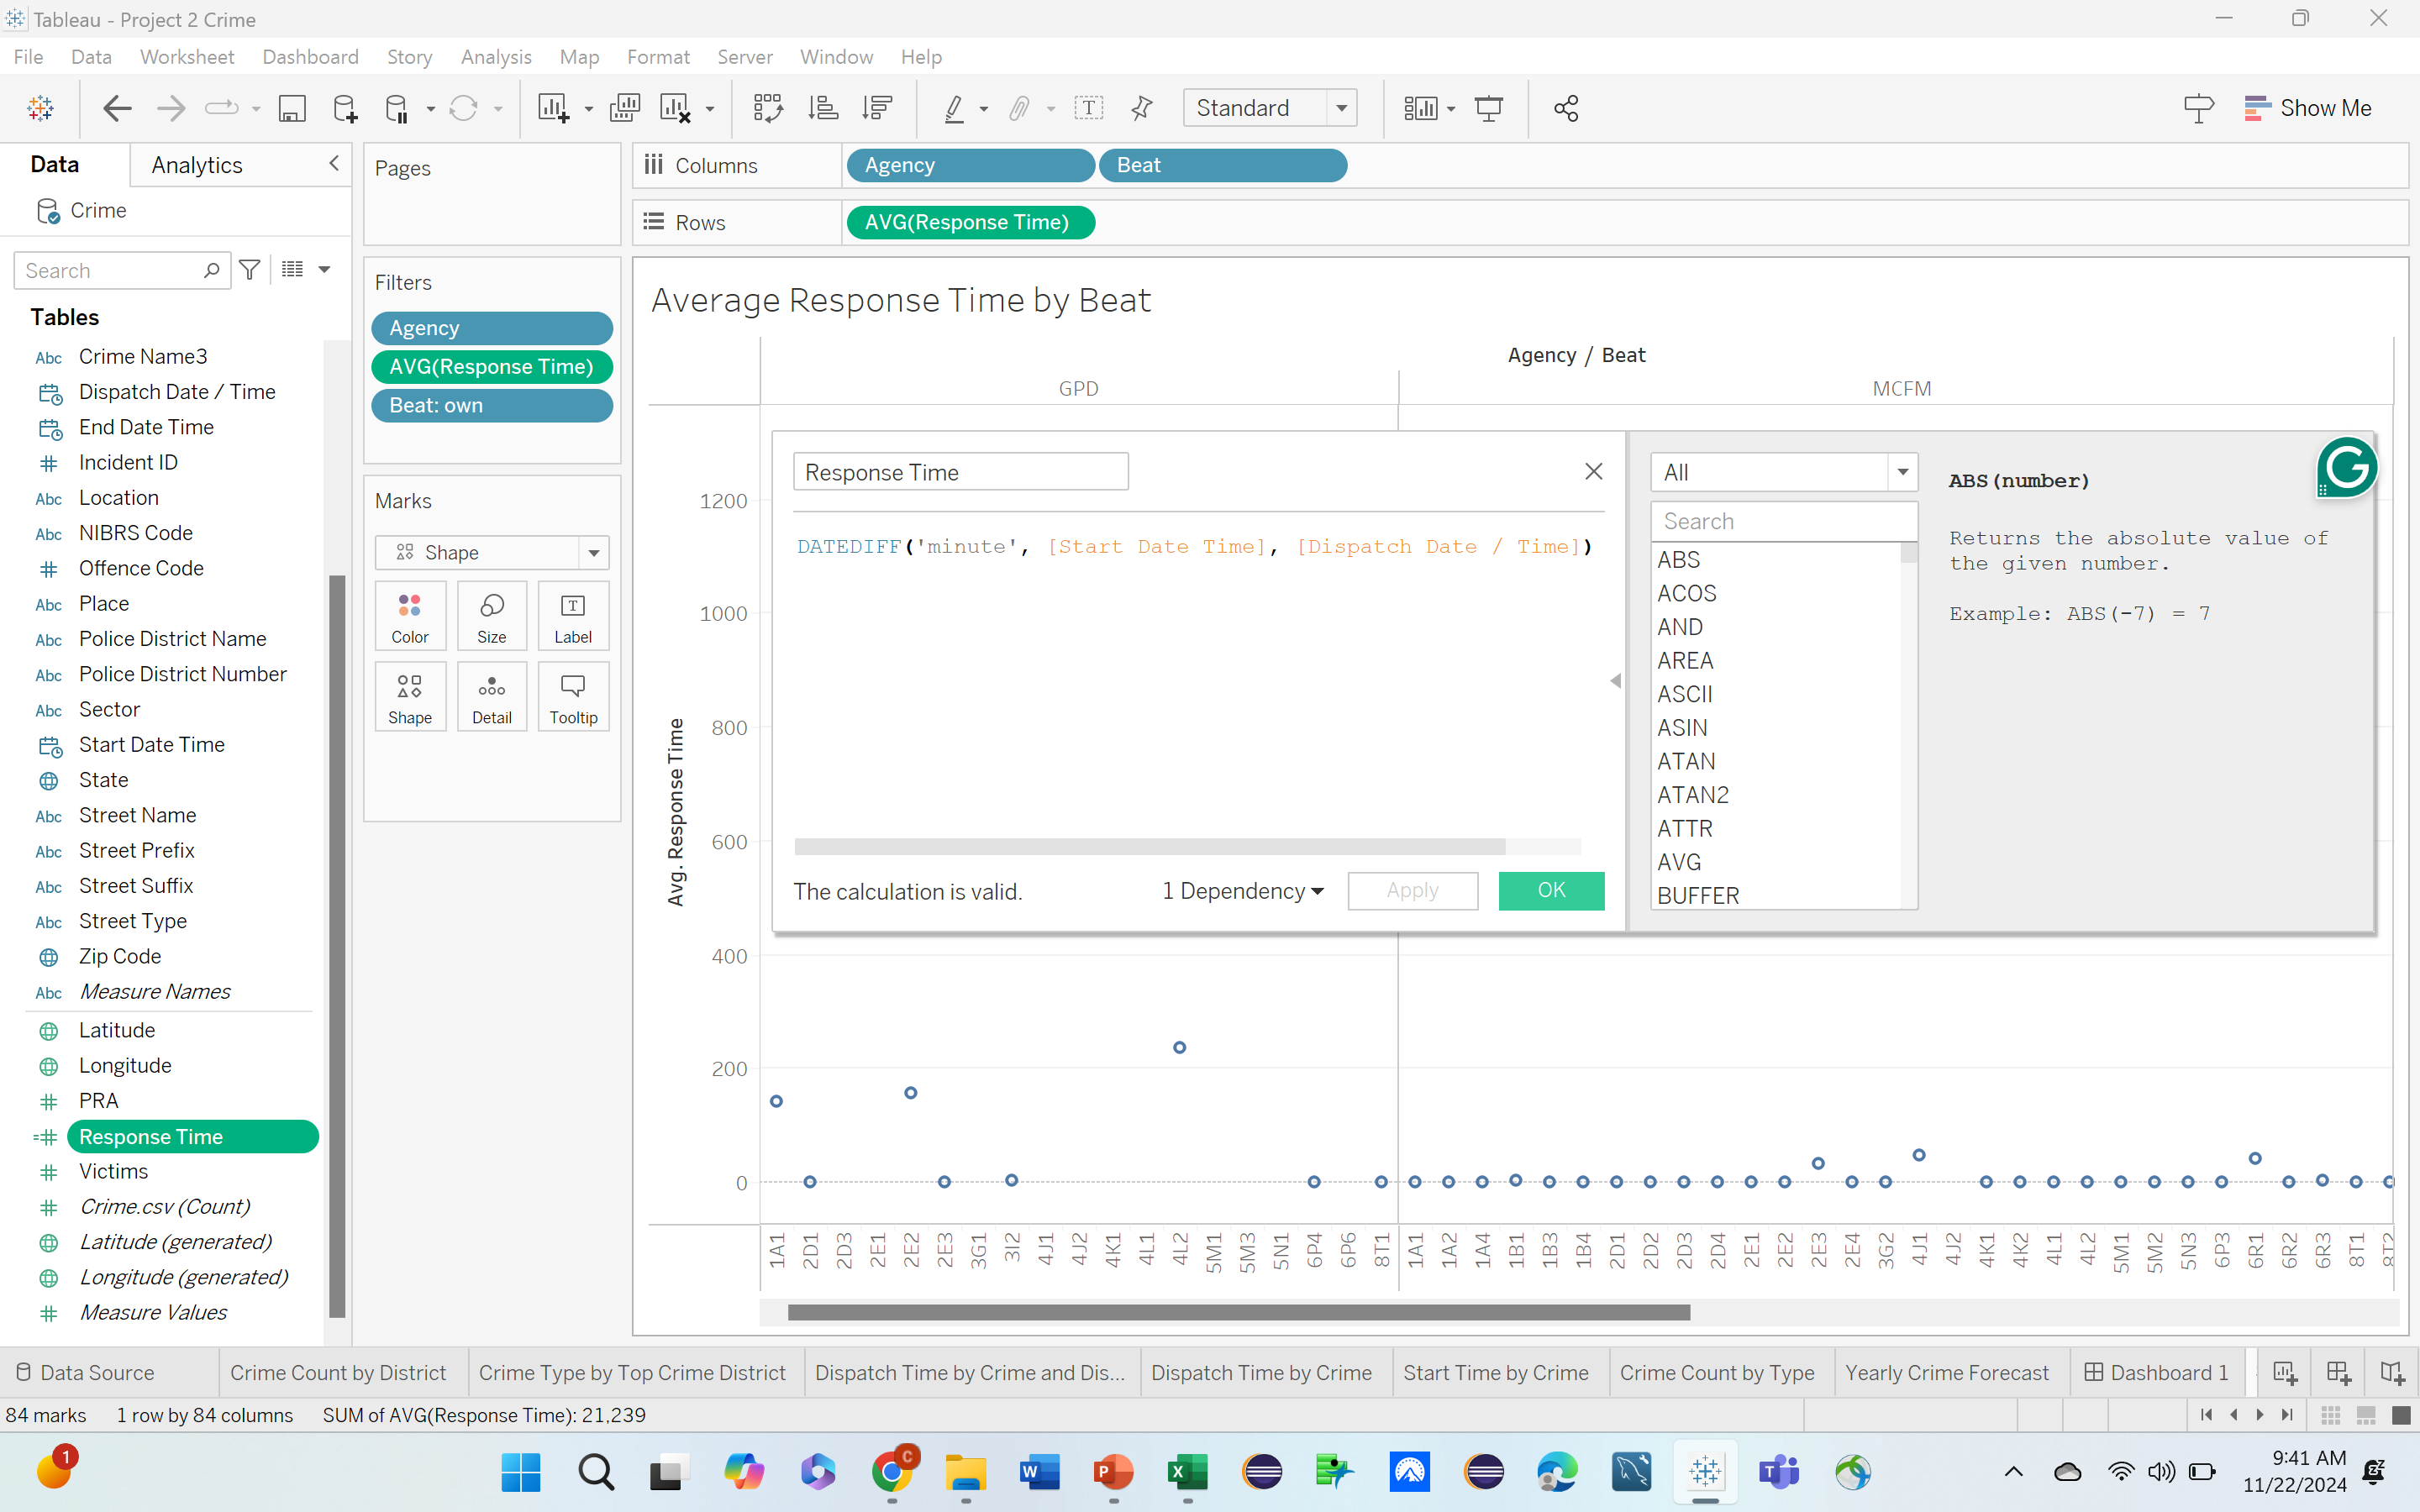 Tableau - Project 2 Crime
File Data Worksheet Dashboard Story Analysis Map Format Server Window Help
Standard
Show Me
Data Analytics
Crime
Search
Tables
Abc Crime Name3
Dispatch Date / Time
End Date Time
Incident ID
Abc Location
Abc NIBRS Code
Offence Code
Abc Place
Abc Police District Name
Abc Police District Number
Abc Sector
Start Date Time
State
Abc Street Name
Abc Street Prefix
Abc Street Suffix
Abc Street Type
Zip Code
Abc Measure Names
Latitude
Longitude
PRA
=# Response Time
Victims
Crime.csv (Count)
Latitude (generated)
Longitude (generated)
Measure Values
Pages
Filters
Agency
AVG(Response Time)
Beat: own
Marks
Shape
Color Size Label
Shape Detail Tooltip
Columns Agency Beat
Rows AVG(Response Time)
Average Response Time by Beat
Agency / Beat
GPD MCFM
Avg. Response Time
1200
1000
800
600
400
200
0
Response Time
DATEDIFF('minute', [Start Date Time], [Dispatch Date / Time])
The calculation is valid. 1 Dependency Apply OK
All
Search
ABS
ACOS
AND
AREA
ASCII
ASIN
ATAN
ATAN2
ATTR
AVG
BUFFER
ABS(number)
Returns the absolute value of
the given number.
Example: ABS(-7) = 7
1A1 2D1 2D3 2E1 2E2 2E3 3G1 3I2 4J1 4J2 4K1 4L1 4L2 5M1 5M3 5N1 6P4 6P6 8T1 1A1 1A2 1A4 1B1 1B3 1B4 2D1 2D2 2D3 2D4 2E1 2E2 2E3 2E4 3G2 4J1 4J2 4K1 4K2 4L1 4L2 5M1 5M2 5N3 6P3 6R1 6R2 6R3 8T1 8T2
Data Source Crime Count by District Crime Type by Top Crime District Dispatch Time by Crime and Dis... Dispatch Time by Crime Start Time by Crime Crime Count by Type Yearly Crime Forecast Dashboard 1
84 marks 1 row by 84 columns SUM of AVG(Response Time): 21,239
1
9:41 AM
11/22/2024